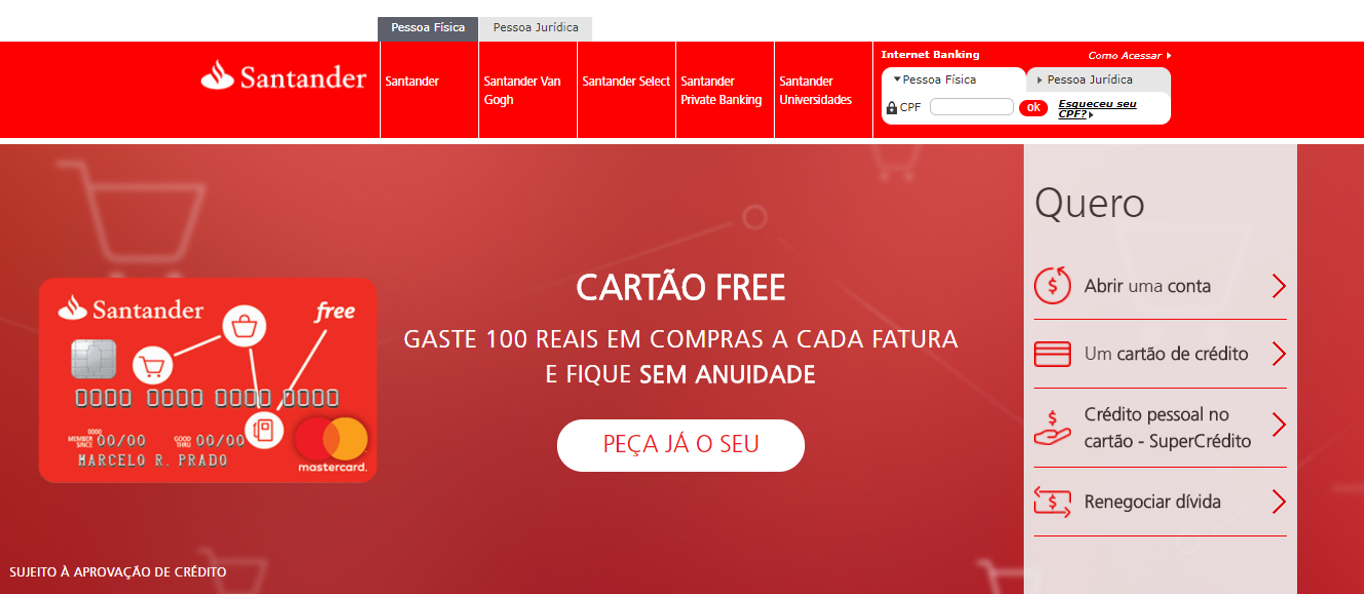 Pessoa Física
Pessoa Jurídica
Santander
Santander
Santander Van
Gogh
Santander Select
Santander
Private Banking
Santander
Universidades
Internet Banking
Como Acessar
Pessoa Física
Pessoa Jurídica
CPF
ok
Esqueceu seu
CPF?
Quero
Abrir uma conta
Um cartão de crédito
Crédito pessoal no
cartão - SuperCrédito
Renegociar dívida
CARTÃO FREE
GASTE 100 REAIS EM COMPRAS A CADA FATURA
E FIQUE SEM ANUIDADE
PEÇA JÁ O SEU
Santander
free
0000 0000 0000 0000
0000
MEMBER SINCE 00/00 GOOD THRU 00/00
MARCELO R. PRADO
mastercard.
SUJEITO À APROVAÇÃO DE CRÉDITO